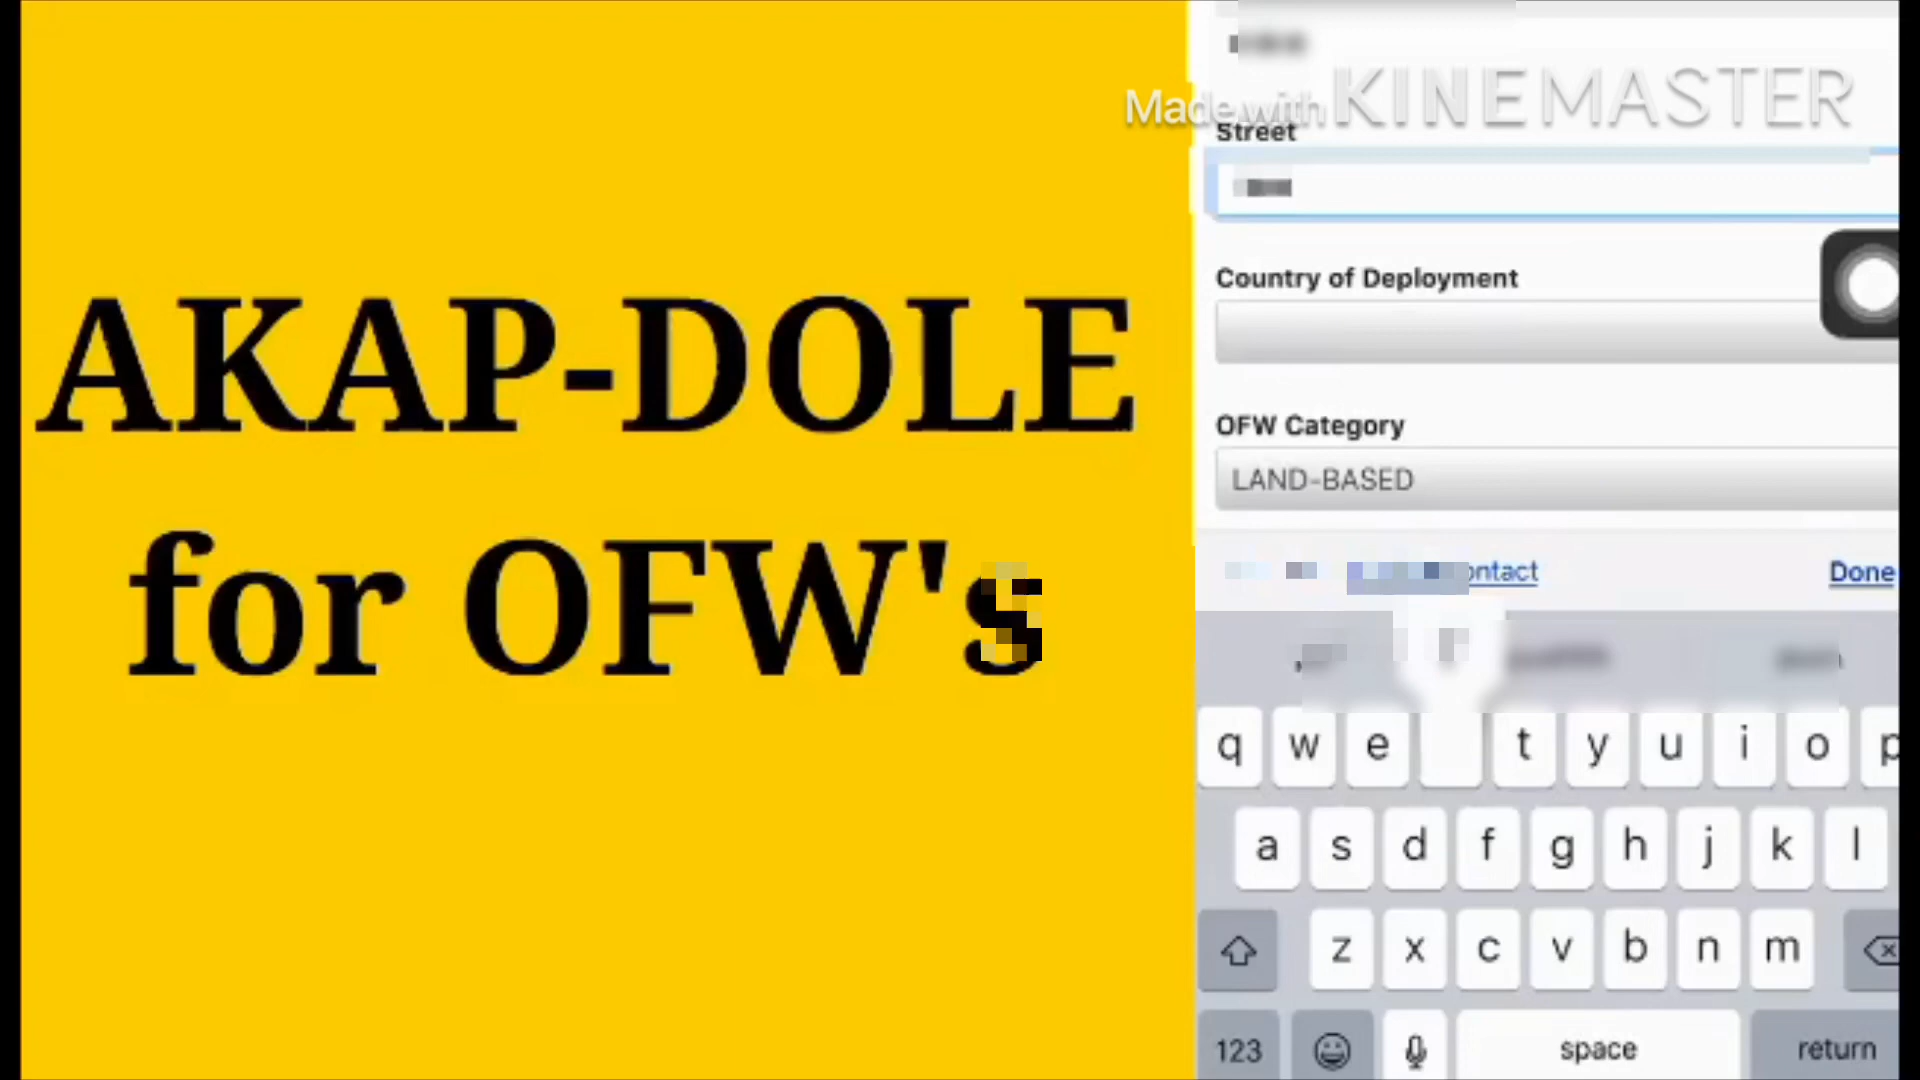 AKAP-DOLE
for OFW's
Made with KINEMASTER
Street
Country of Deployment
OFW Category
LAND-BASED
Done
q w e t y u i o p
a s d f g h j k l
z x c v b n m
123 space return